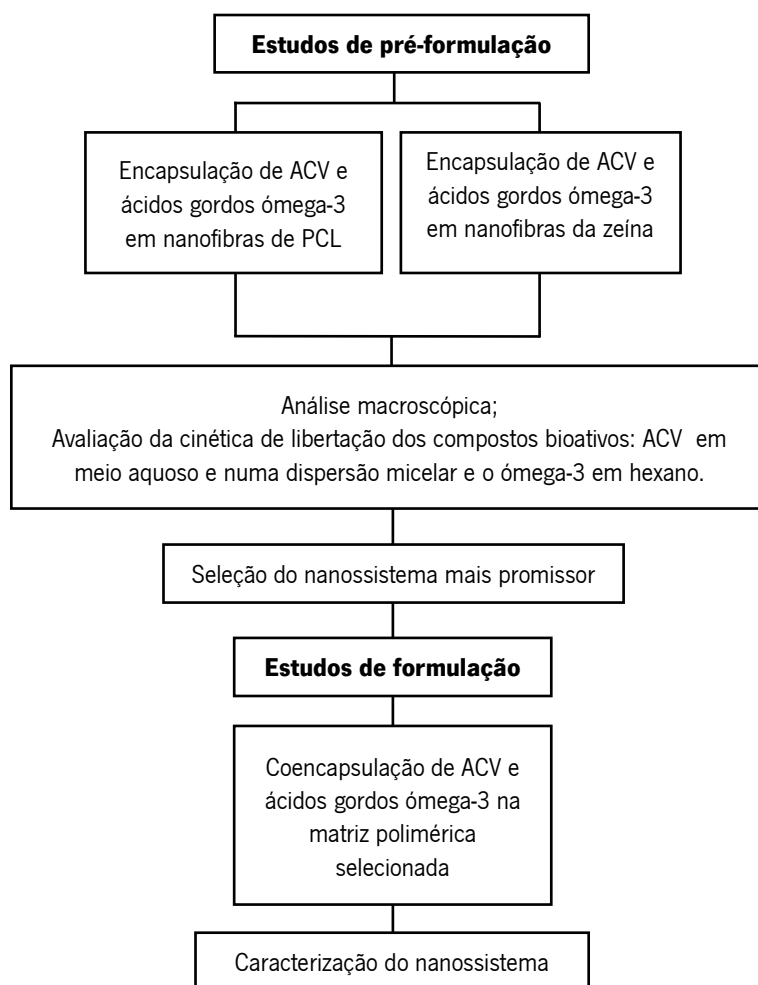 Estudos de pré-formulação
Encapsulação de ACV e
ácidos gordos ómega-3
em nanofibras de PCL
Encapsulação de ACV e
ácidos gordos ómega-3
em nanofibras da zeína
Análise macroscópica;
Avaliação da cinética de libertação dos compostos bioativos: ACV em
meio aquoso e numa dispersão micelar e o ómega-3 em hexano.
Seleção do nanossistema mais promissor
Estudos de formulação
Coencapsulação de ACV e
ácidos gordos ómega-3 na
matriz polimérica
selecionada
Caracterização do nanossistema